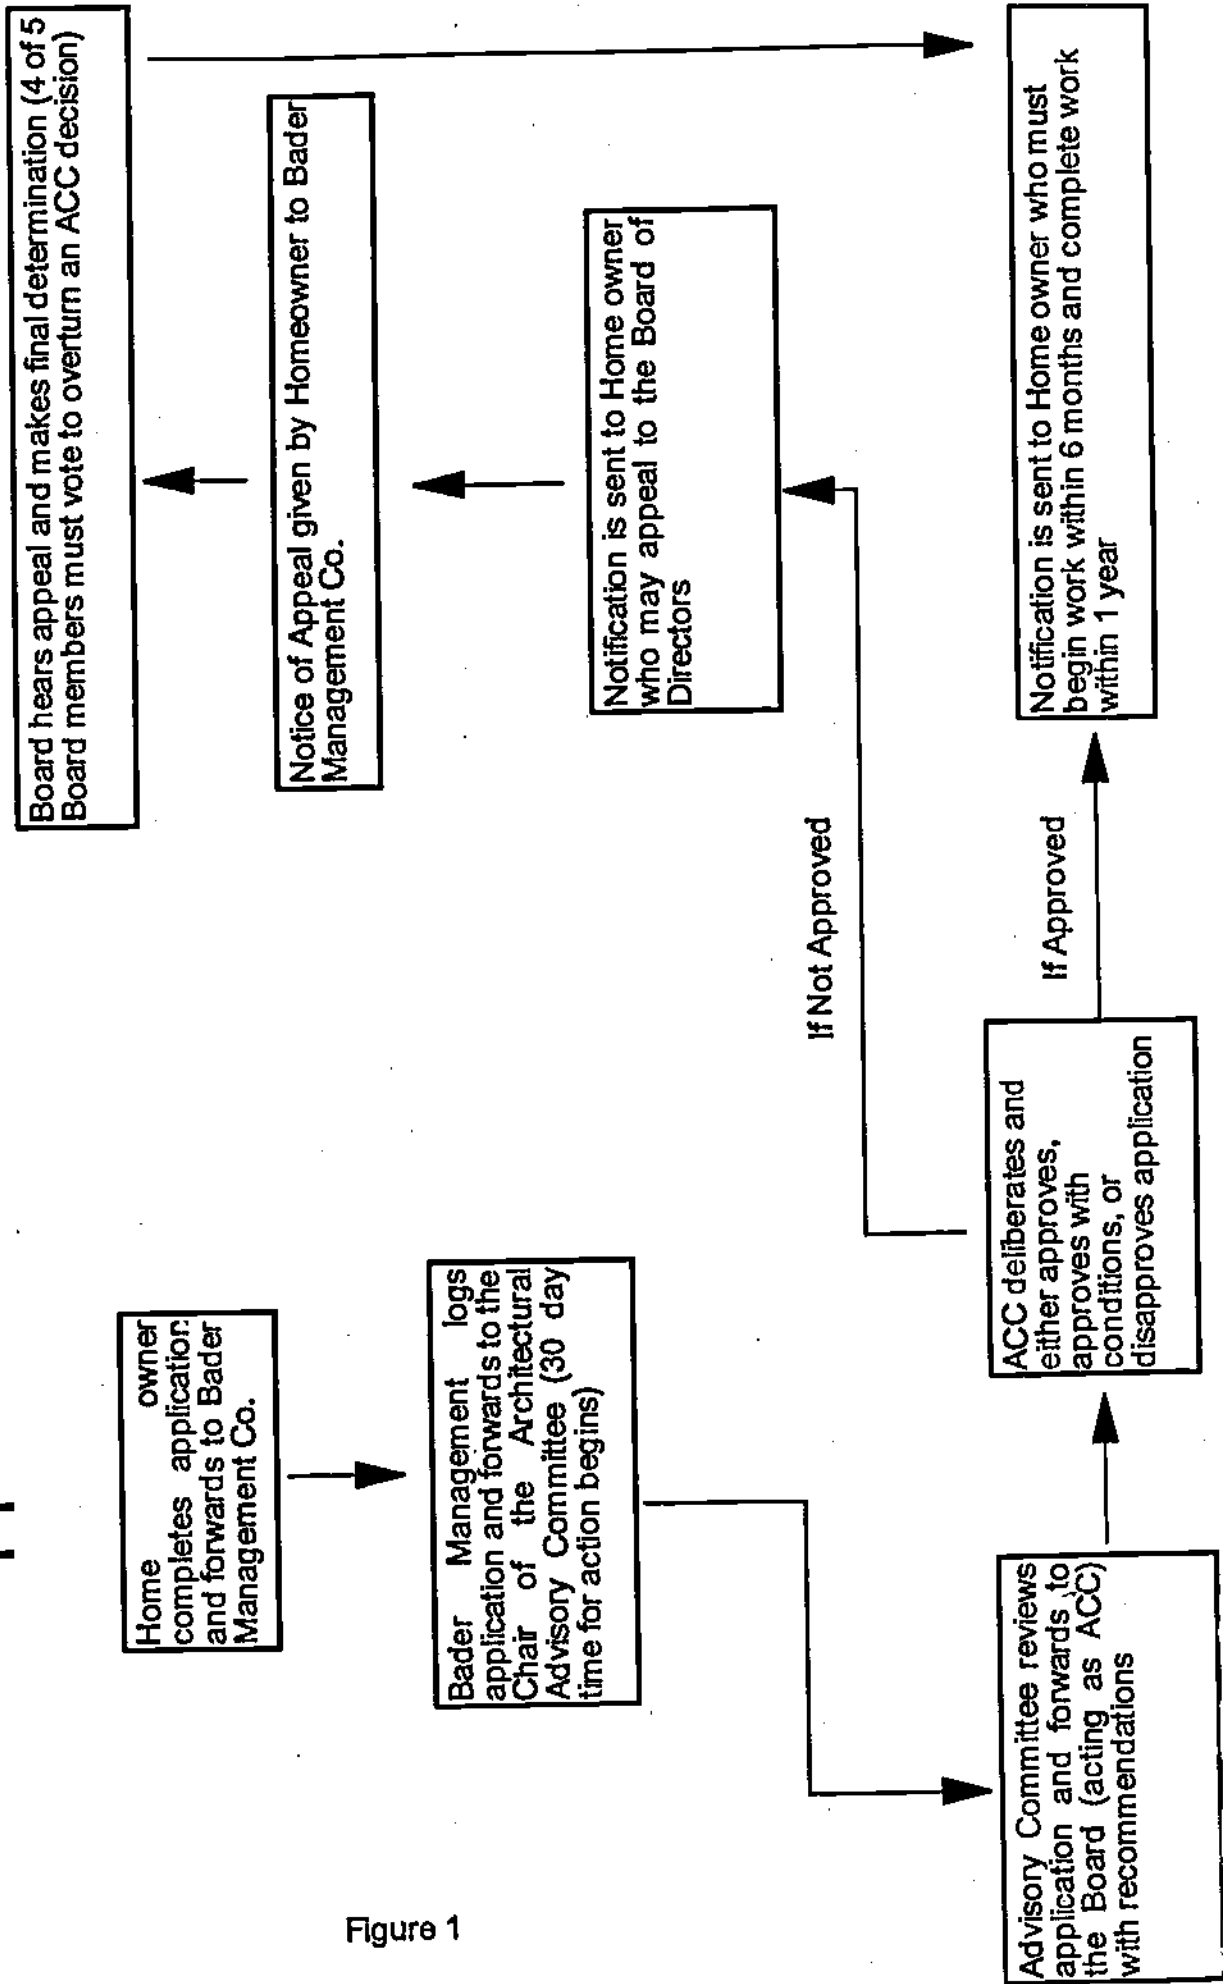 Home owner
completes application
and forwards to Bader
Management Co.
Bader Management logs
application and forwards to the
Chair of the Architectural
Advisory Committee (30 day
time for action begins)
Advisory Committee reviews
application and forwards to
the Board (acting as ACC)
with recommendations
ACC deliberates and
either approves,
approves with
conditions, or
disapproves application
If Not Approved
If Approved
Board hears appeal and makes final determination (4 of 5
Board members must vote to overturn an ACC decision)
Notice of Appeal given by Homeowner to Bader
Management Co.
Notification is sent to Home owner
who may appeal to the Board of
Directors
Notification is sent to Home owner who must
begin work within 6 months and complete work
within 1 year
Figure 1